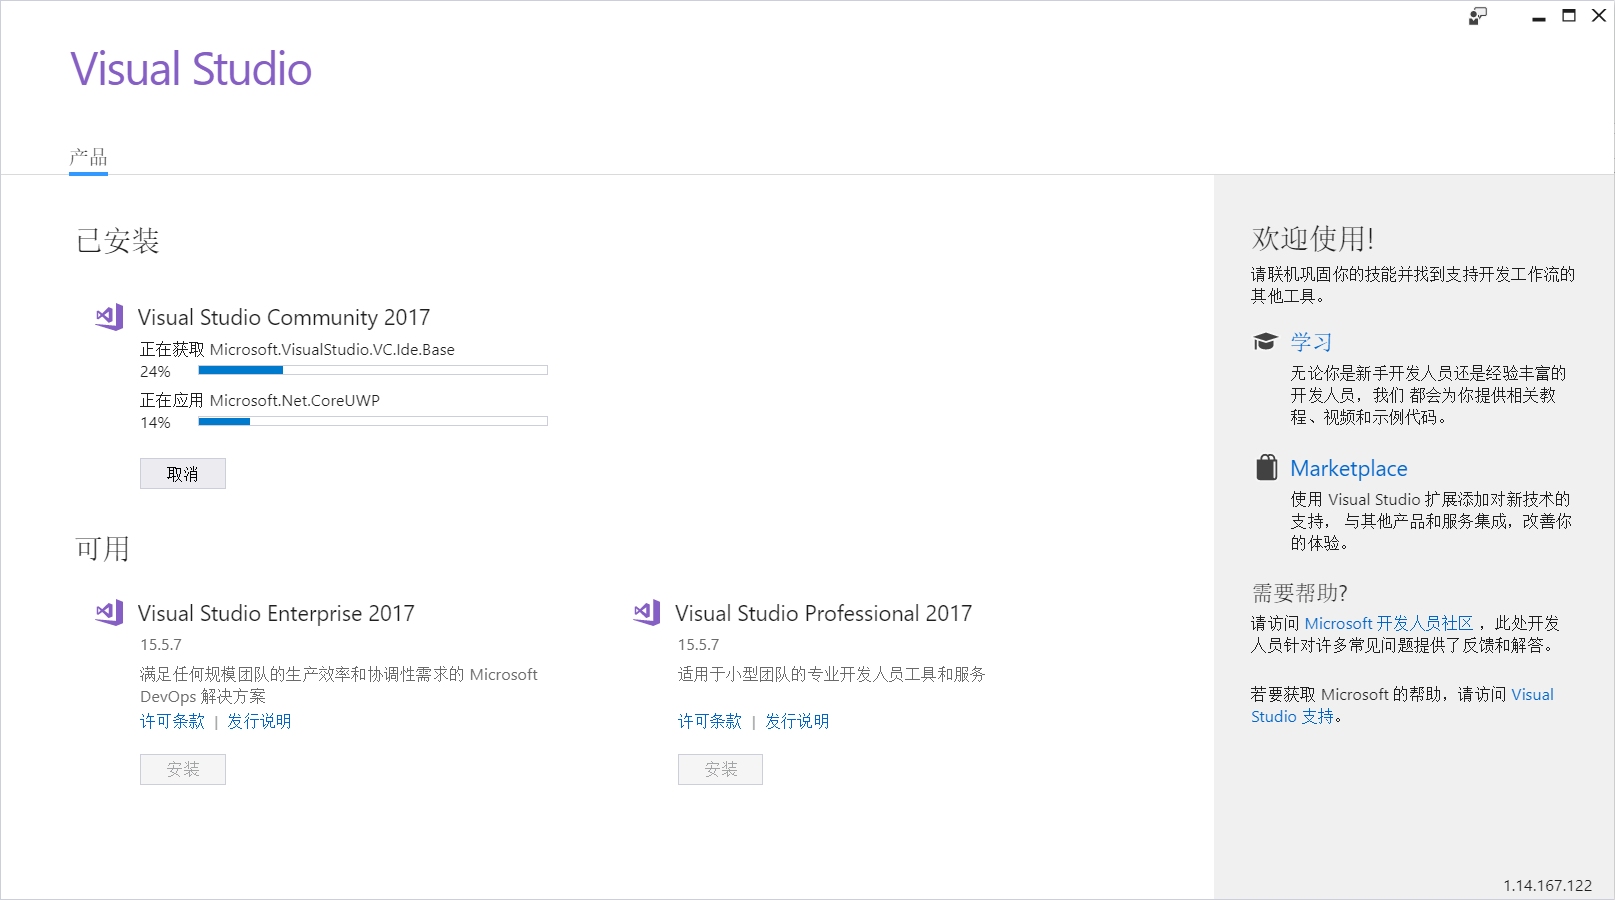 Visual Studio
产品
已安装
Visual Studio Community 2017
正在获取 Microsoft.VisualStudio.VC.Ide.Base
24%
正在应用 Microsoft.Net.CoreUWP
14%
取消
可用
Visual Studio Enterprise 2017
15.5.7
满足任何规模团队的生产效率和协调性需求的 Microsoft
DevOps 解决方案
许可条款 | 发行说明
安装
Visual Studio Professional 2017
15.5.7
适用于小型团队的专业开发人员工具和服务
许可条款 | 发行说明
安装
欢迎使用!
请联机巩固你的技能并找到支持开发工作流的
其他工具。
学习
无论你是新手开发人员还是经验丰富的
开发人员，我们 都会为你提供相关教
程、视频和示例代码。
Marketplace
使用 Visual Studio 扩展添加对新技术的
支持， 与其他产品和服务集成，改善你
的体验。
需要帮助?
请访问 Microsoft 开发人员社区 ，此处开发
人员针对许多常见问题提供了反馈和解答。
若要获取 Microsoft 的帮助，请访问 Visual
Studio 支持。
1.14.167.122